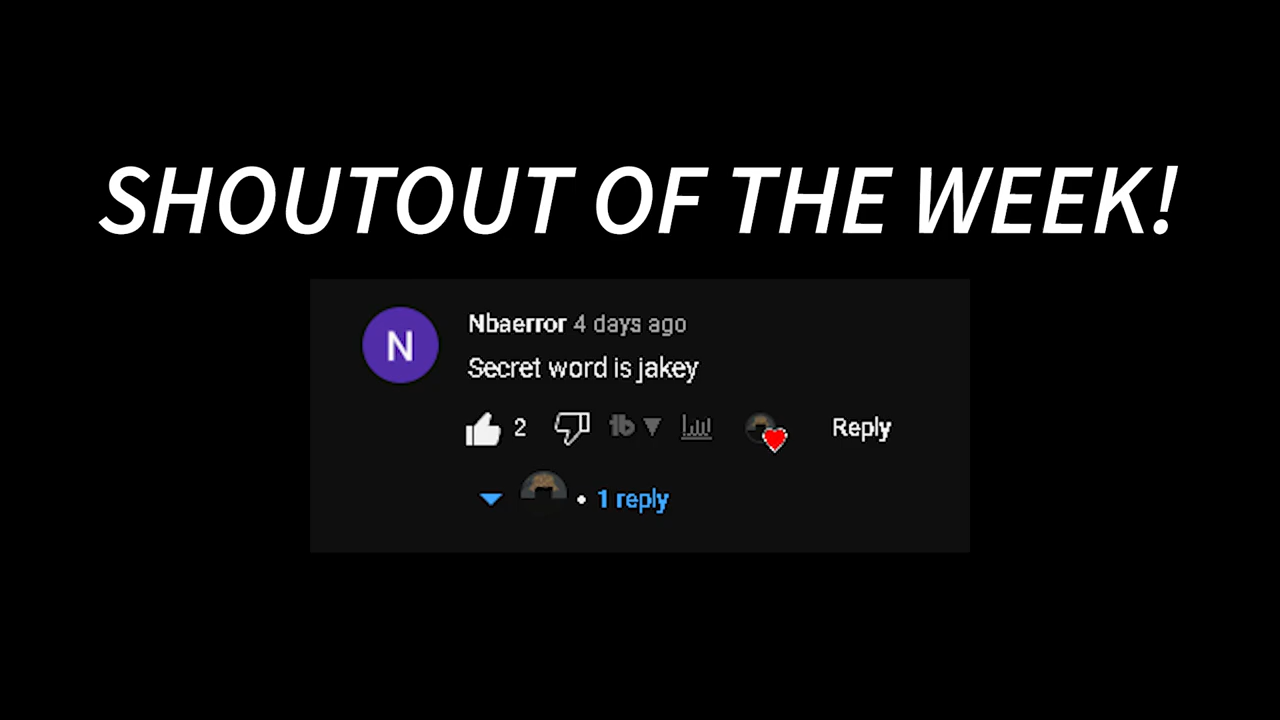 SHOUTOUT OF THE WEEK!
N
Nbaerror 4 days ago
Secret word is jakey
2
Reply
• 1 reply